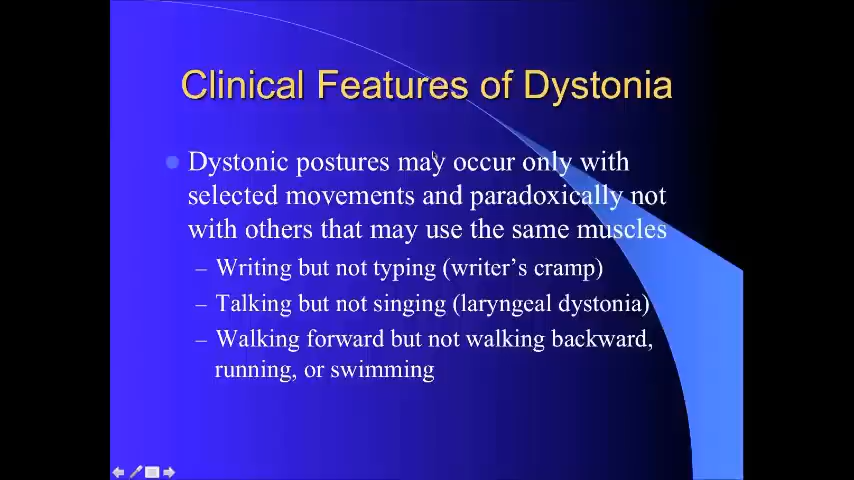 Clinical Features of Dystonia
Dystonic postures may occur only with
selected movements and paradoxically not
with others that may use the same muscles
– Writing but not typing (writer's cramp)
– Talking but not singing (laryngeal dystonia)
– Walking forward but not walking backward,
running, or swimming